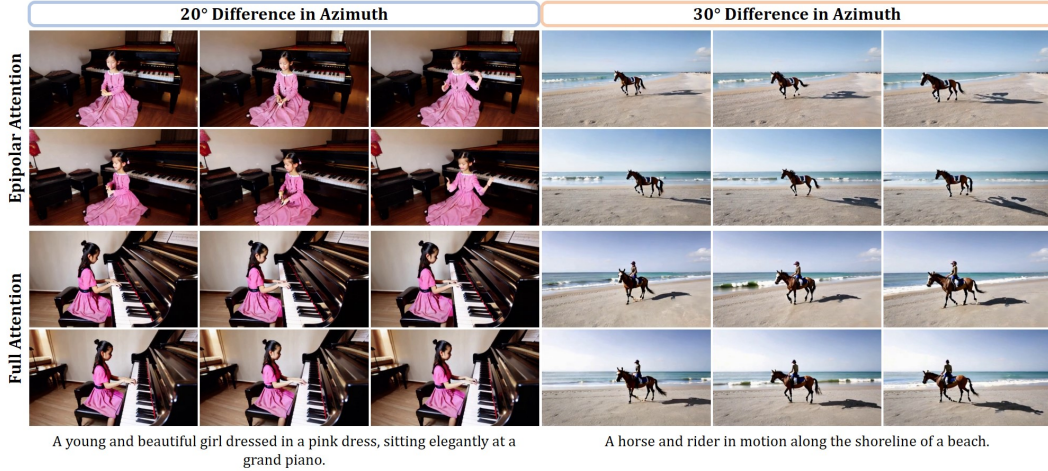 20° Difference in Azimuth
30° Difference in Azimuth
Epipolar Attention
Full Attention
A young and beautiful girl dressed in a pink dress, sitting elegantly at a
grand piano.
A horse and rider in motion along the shoreline of a beach.